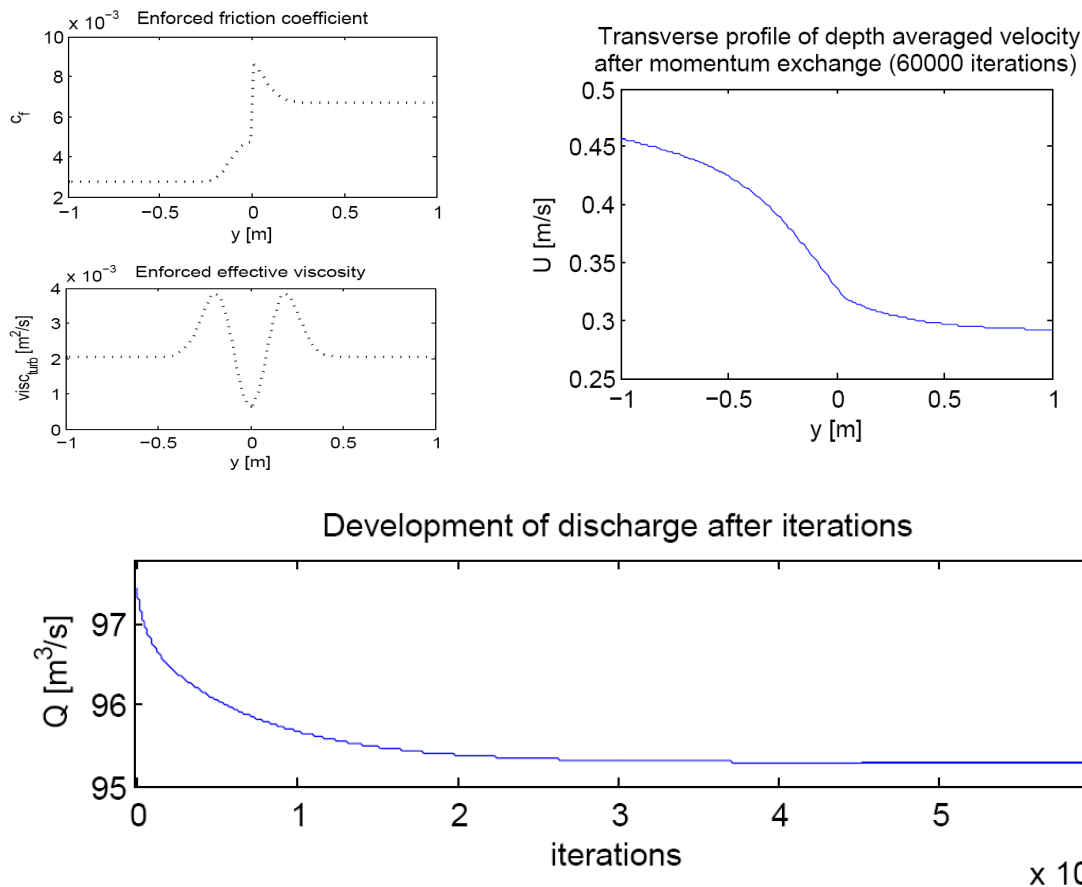 x 10⁻³ Enforced friction coefficient
10
8
6
4
2
c_f
−1 −0.5 0 0.5 1
y [m]
x 10⁻³ Enforced effective viscosity
4
3
2
1
0
visc_turb [m²/s]
−1 −0.5 0 0.5 1
y [m]
Transverse profile of depth averaged velocity
after momentum exchange (60000 iterations)
0.5
0.45
0.4
0.35
0.3
0.25
U [m/s]
−1 −0.5 0 0.5 1
y [m]
Development of discharge after iterations
97
96
95
Q [m³/s]
0 1 2 3 4 5
iterations
x 10